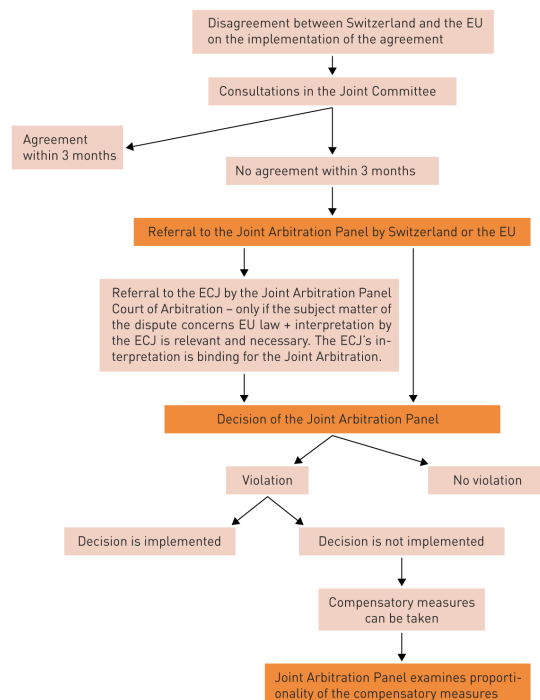 Disagreement between Switzerland and the EU
on the implementation of the agreement
Consultations in the Joint Committee
Agreement
within 3 months
No agreement within 3 months
Referral to the Joint Arbitration Panel by Switzerland or the EU
Referral to the ECJ by the Joint Arbitration Panel
Court of Arbitration – only if the subject matter of
the dispute concerns EU law + interpretation by
the ECJ is relevant and necessary. The ECJ's in-
terpretation is binding for the Joint Arbitration.
Decision of the Joint Arbitration Panel
Violation
No violation
Decision is implemented
Decision is not implemented
Compensatory measures
can be taken
Joint Arbitration Panel examines proporti-
onality of the compensatory measures